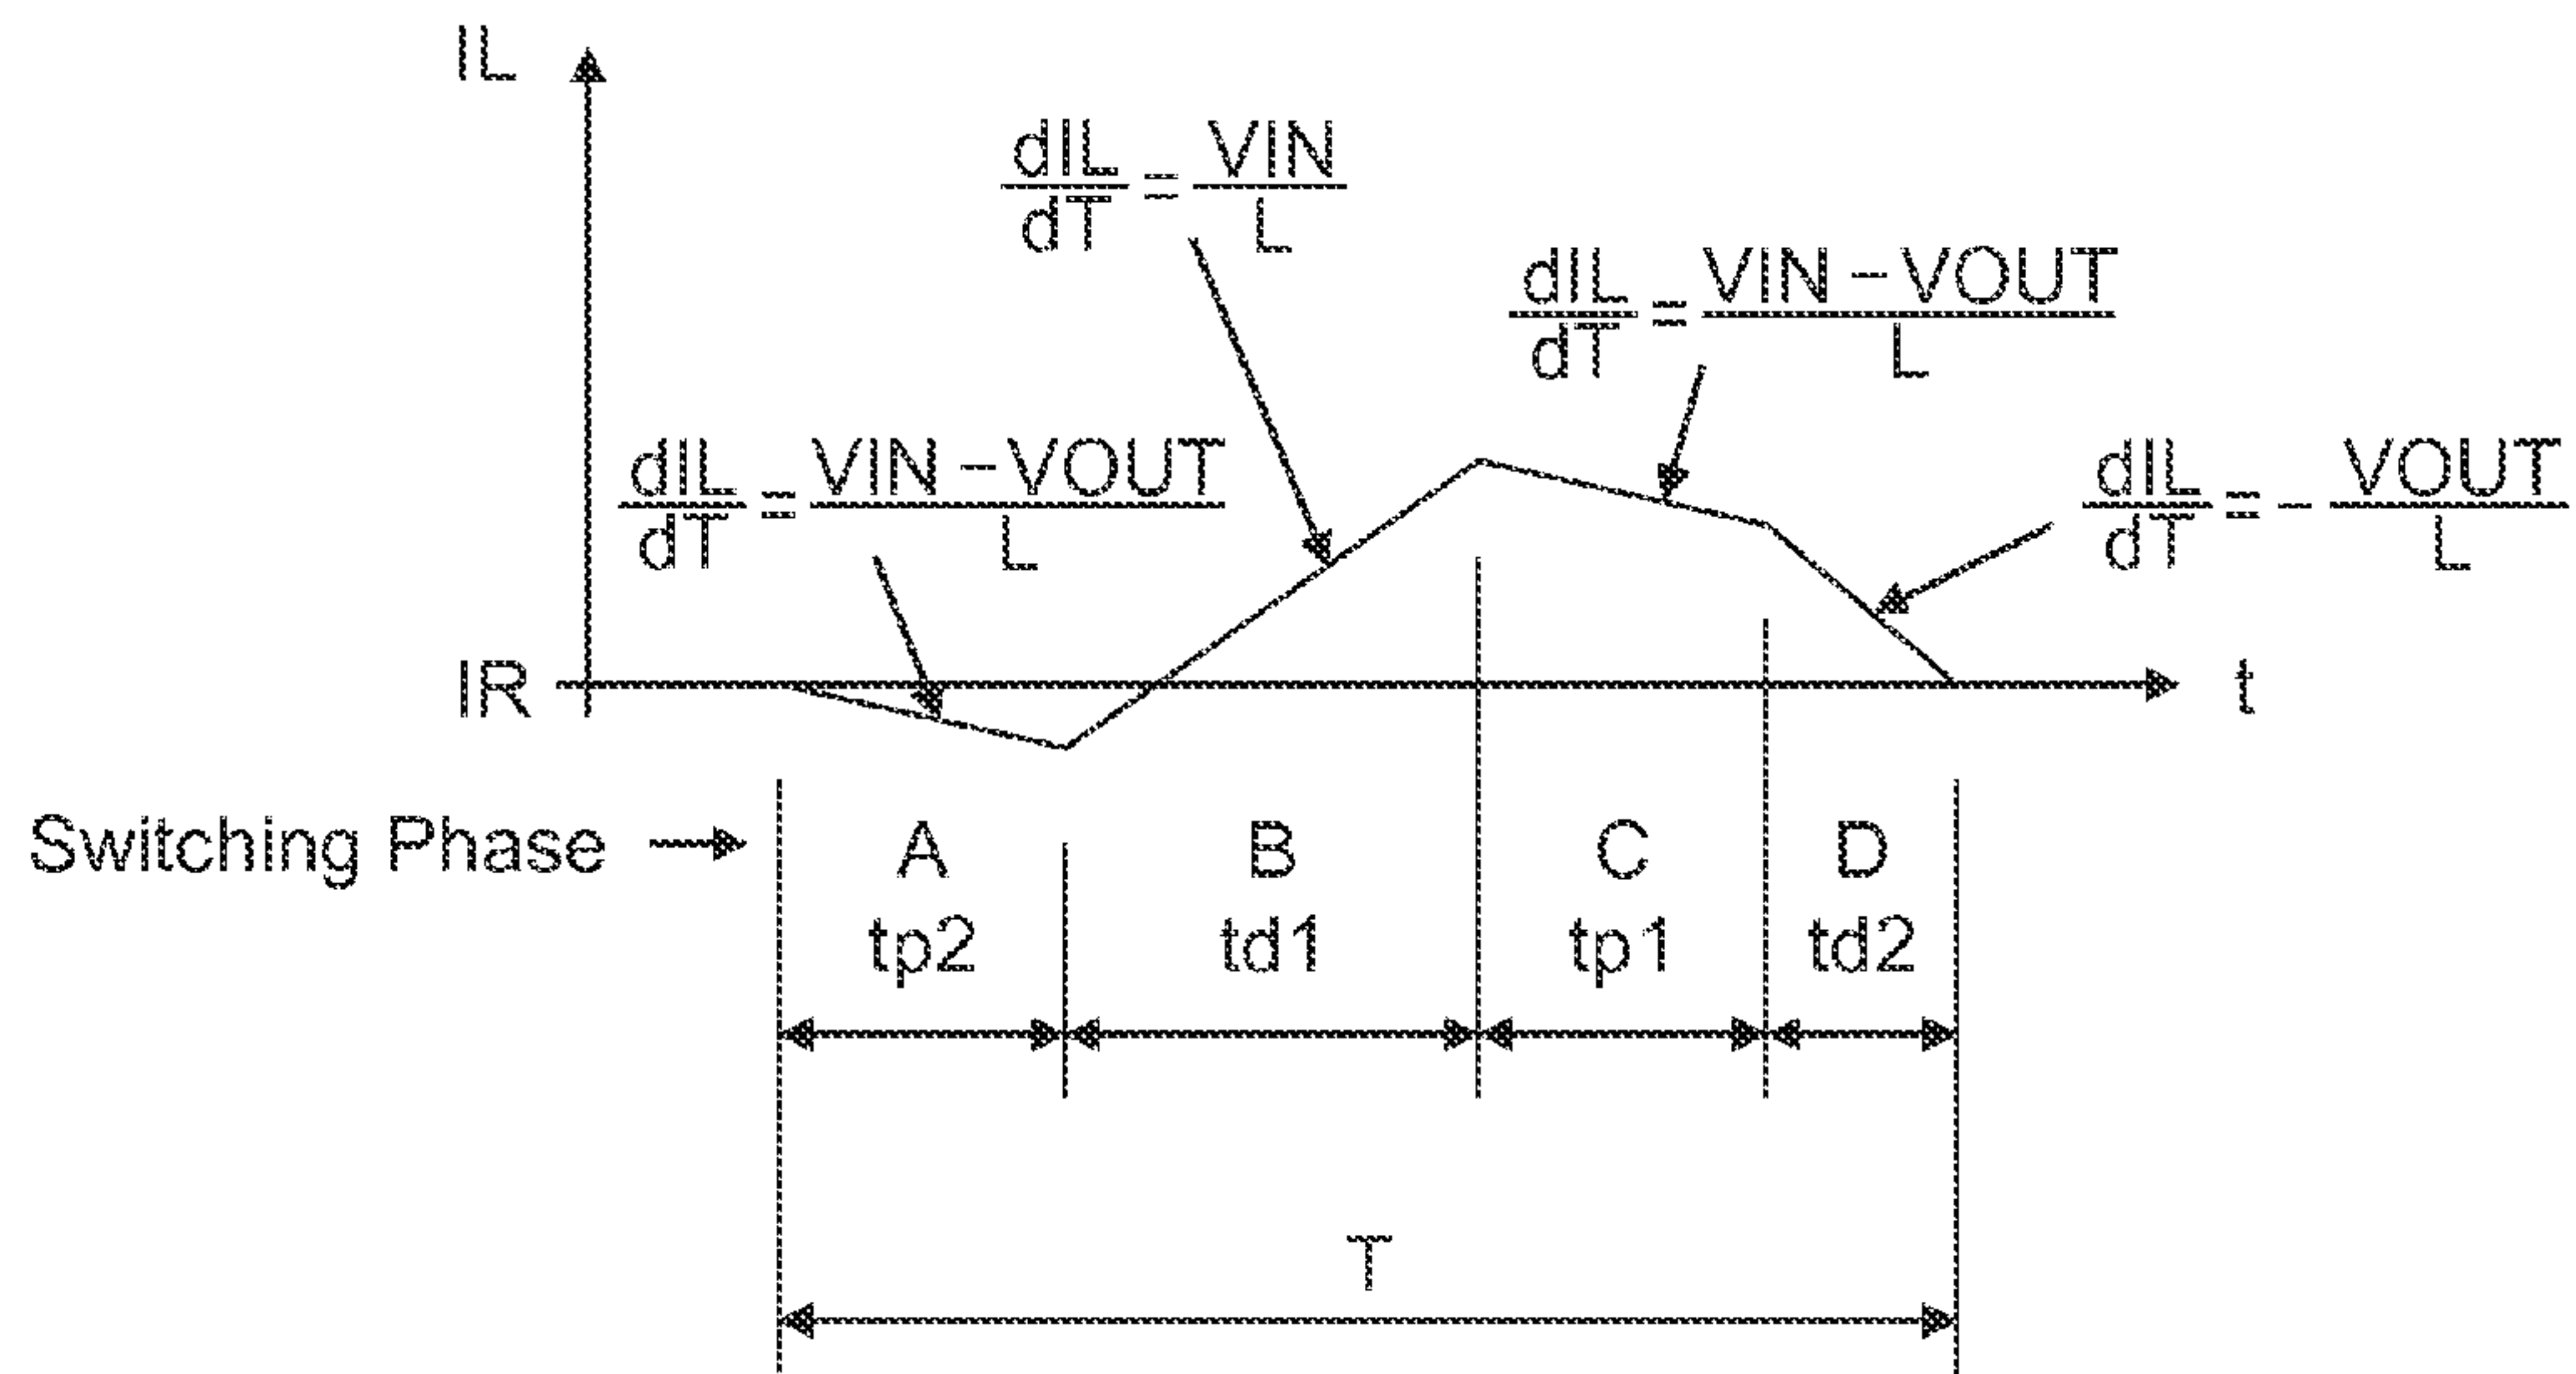 IL
dIL/dT = VIN/L
dIL/dT = VIN – VOUT/L
dIL/dT = VIN – VOUT/L
dIL/dT = - VOUT/L
IR
t
Switching Phase
A B C D
tp2 td1 tp1 td2
T